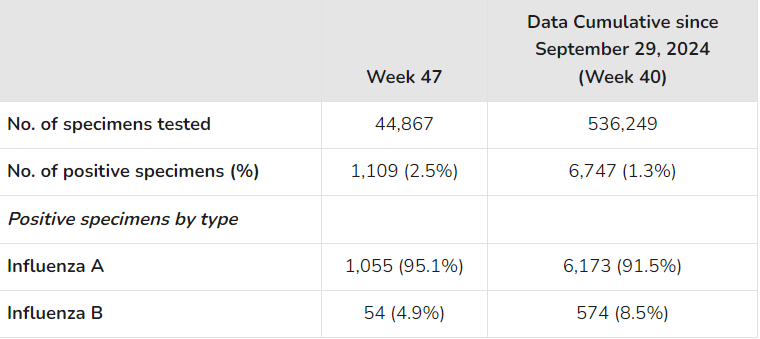 Data Cumulative since
September 29, 2024
Week 47 (Week 40)
No. of specimens tested 44,867 536,249
No. of positive specimens (%) 1,109 (2.5%) 6,747 (1.3%)
Positive specimens by type
Influenza A 1,055 (95.1%) 6,173 (91.5%)
Influenza B 54 (4.9%) 574 (8.5%)